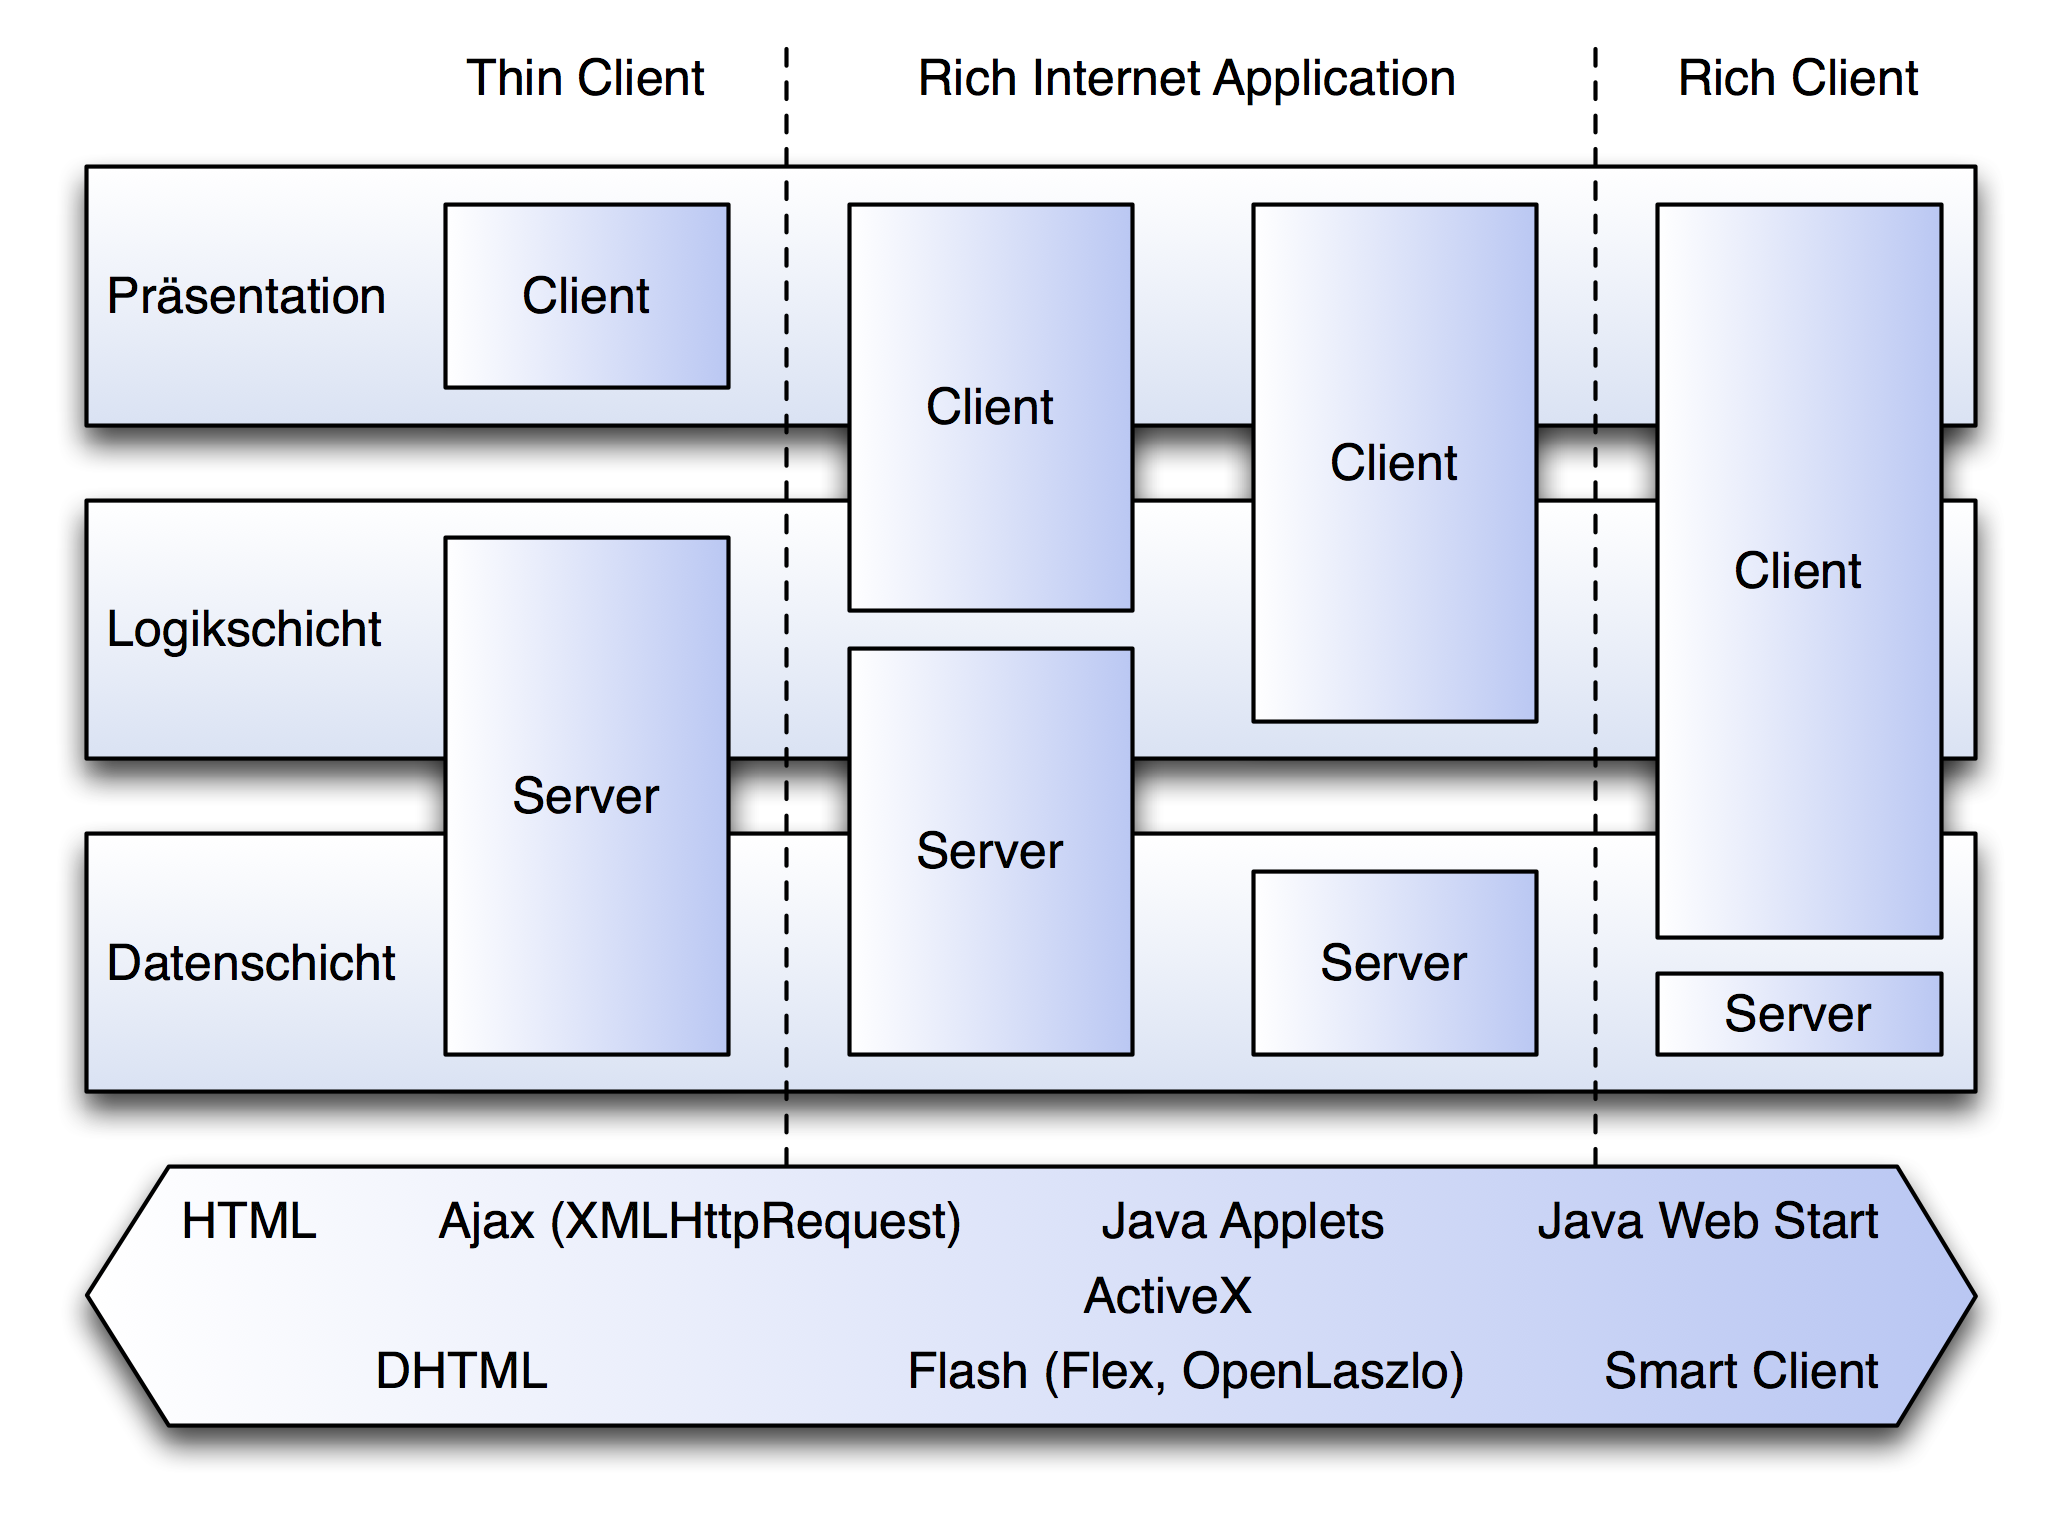 Thin Client
Rich Internet Application
Rich Client
Präsentation
Client
Client
Client
Client
Logikschicht
Server
Server
Datenschicht
Server
Server
HTML
Ajax (XMLHttpRequest)
Java Applets
Java Web Start
ActiveX
DHTML
Flash (Flex, OpenLaszlo)
Smart Client